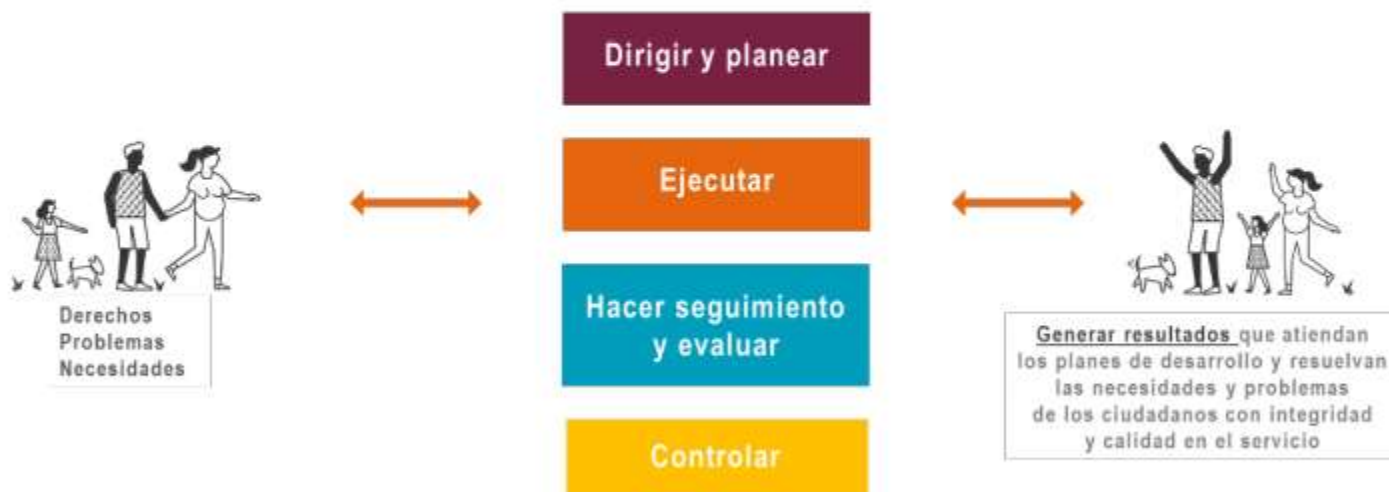 Dirigir y planear
Ejecutar
Hacer seguimiento
y evaluar
Controlar
Derechos
Problemas
Necesidades
Generar resultados que atiendan
los planes de desarrollo y resuelvan
las necesidades y problemas
de los ciudadanos con integridad
y calidad en el servicio